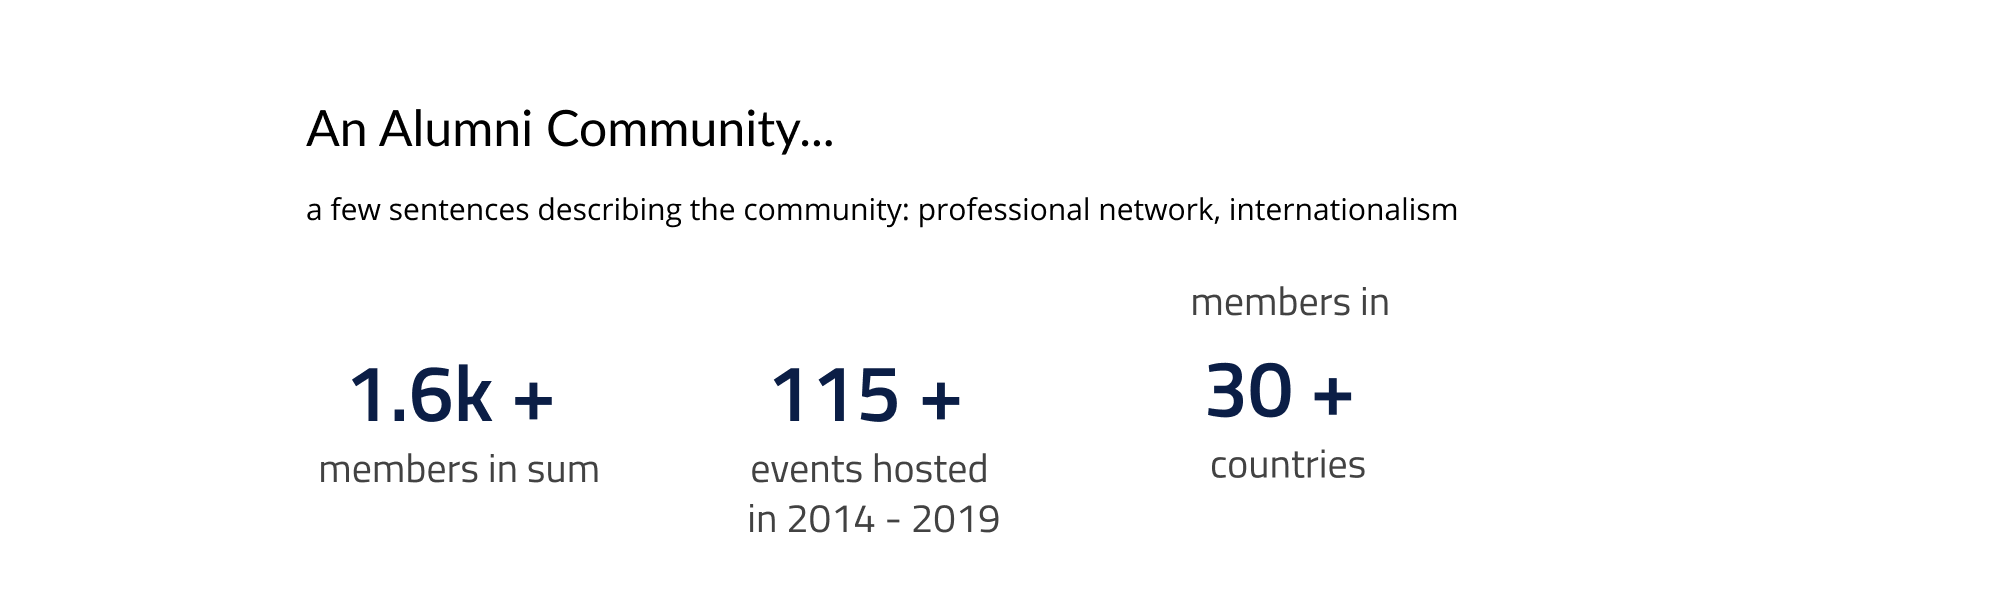 An Alumni Community...
a few sentences describing the community: professional network, internationalism
1.6k +
members in sum
115 +
events hosted
in 2014 - 2019
members in
30 +
countries